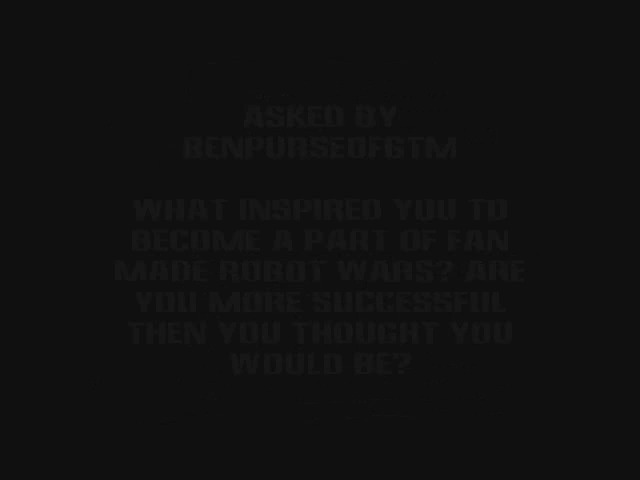 ASKED BY
BENPURSEOFGTM
WHAT INSPIRED YOU TO
BECOME A PART OF FAN
MADE ROBOT WARS? ARE
YOU MORE SUCCESSFUL
THEN YOU THOUGHT YOU
WOULD BE?